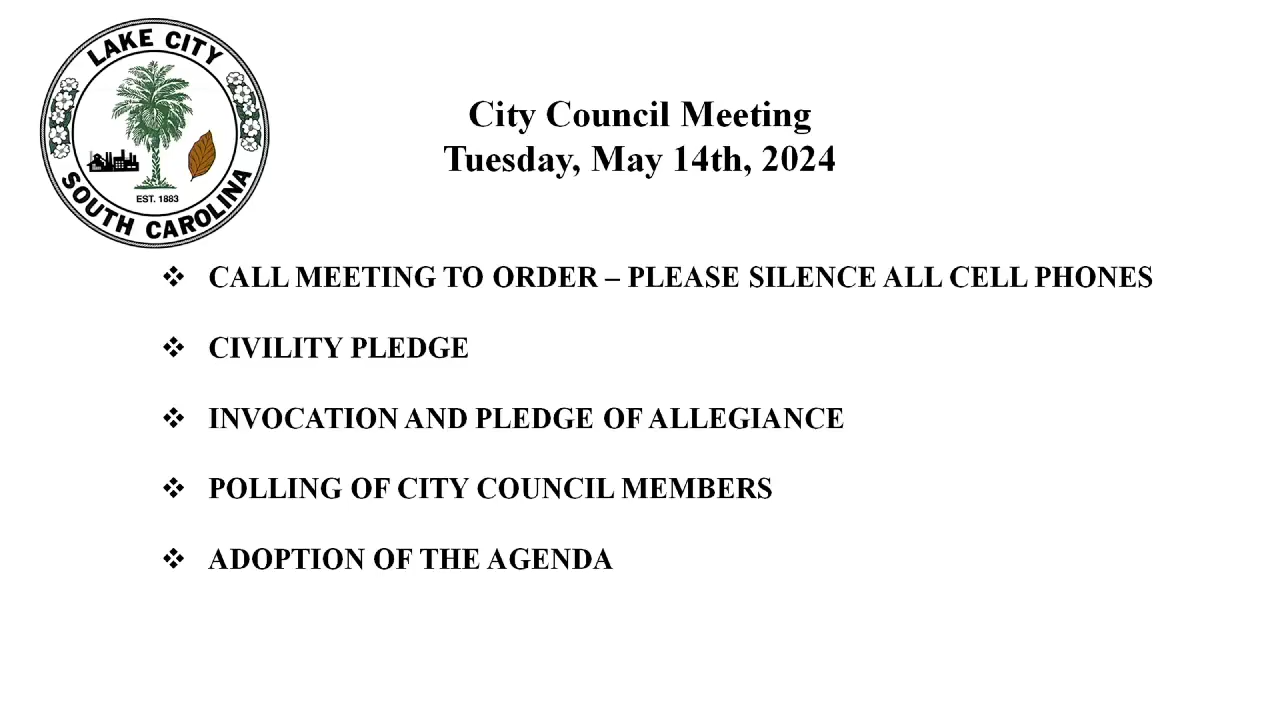 LAKE CITY
EST. 1883
SOUTH CAROLINA
City Council Meeting
Tuesday, May 14th, 2024
❖ CALL MEETING TO ORDER – PLEASE SILENCE ALL CELL PHONES
❖ CIVILITY PLEDGE
❖ INVOCATION AND PLEDGE OF ALLEGIANCE
❖ POLLING OF CITY COUNCIL MEMBERS
❖ ADOPTION OF THE AGENDA